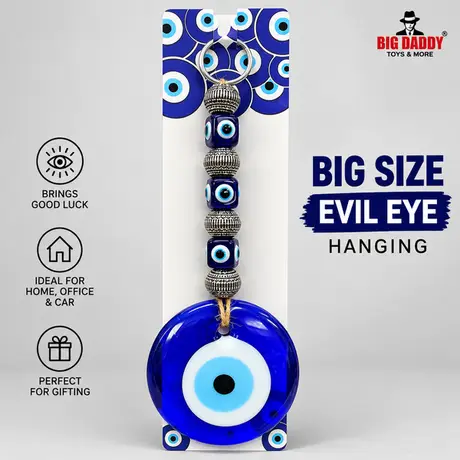 BIG DADDY®
TOYS & MORE
BRINGS
GOOD LUCK
IDEAL FOR
HOME, OFFICE
& CAR
PERFECT
FOR GIFTING
BIG SIZE
EVIL EYE
HANGING